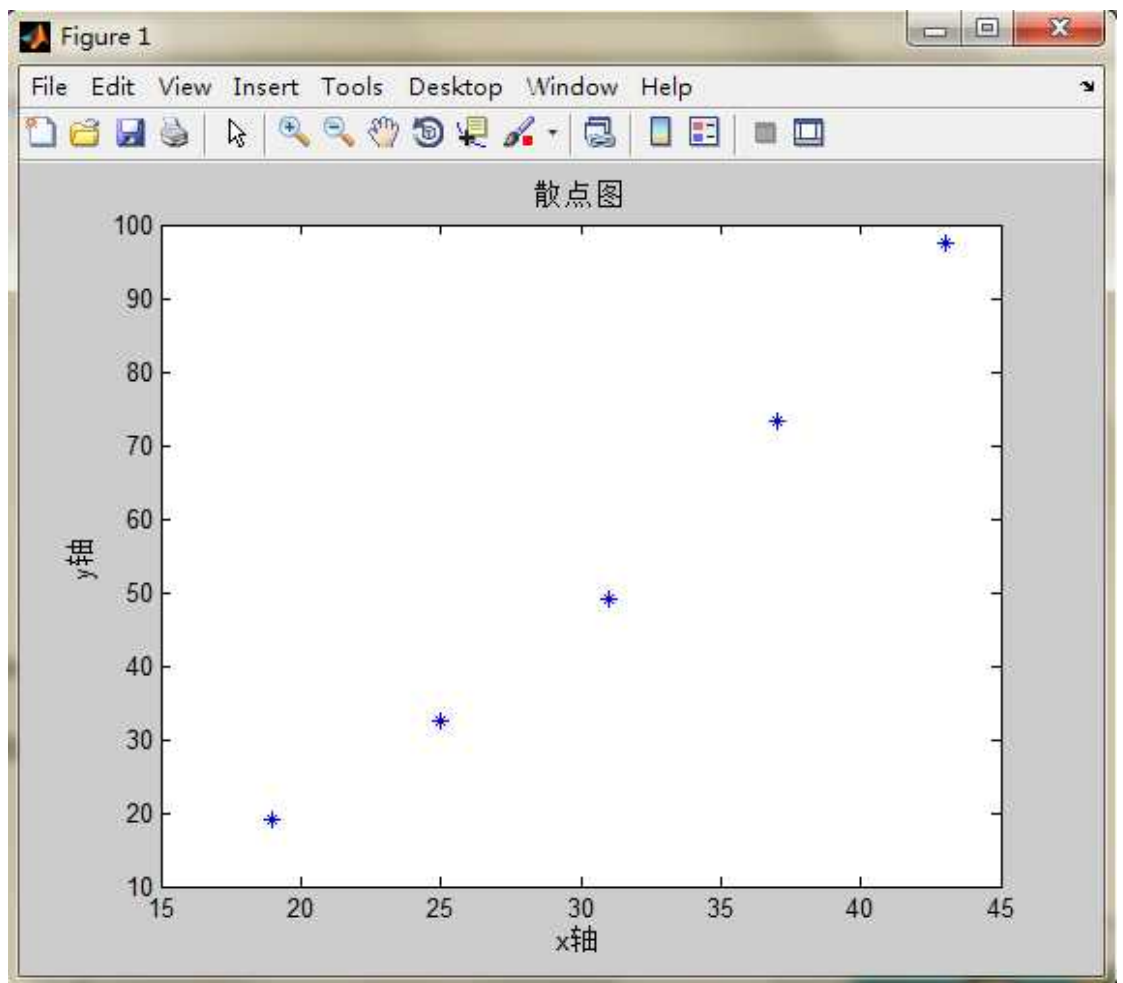 Figure 1
File Edit View Insert Tools Desktop Window Help
散点图
100
90
80
70
60
50
40
30
20
10
y轴
15 20 25 30 35 40 45
x轴